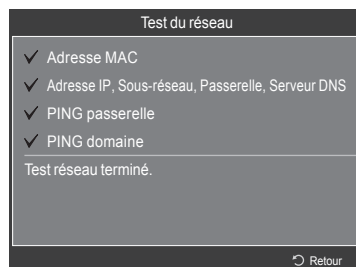 Test du réseau
Adresse MAC
Adresse IP, Sous-réseau, Passerelle, Serveur DNS
PING passerelle
PING domaine
Test réseau terminé.
Retour